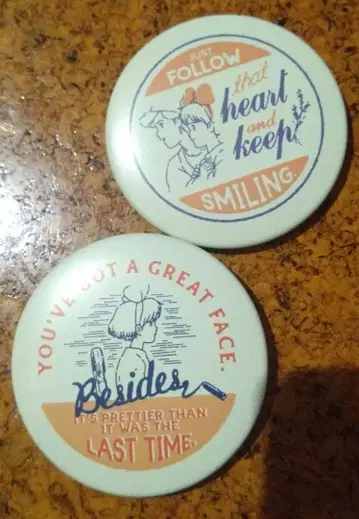 JUST
FOLLOW
that
heart
and
keep
SMILING.
YOU'VE GOT A GREAT FACE.
Besides,
IT'S PRETTIER THAN
IT WAS THE
LAST TIME.